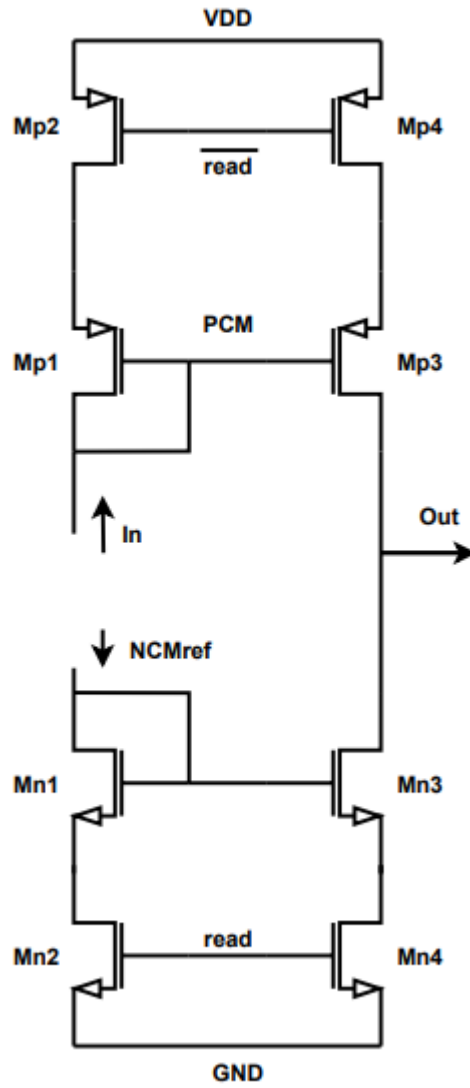 VDD
Mp2
Mp4
read
PCM
Mp1
Mp3
In
Out
NCMref
Mn1
Mn3
read
Mn2
Mn4
GND